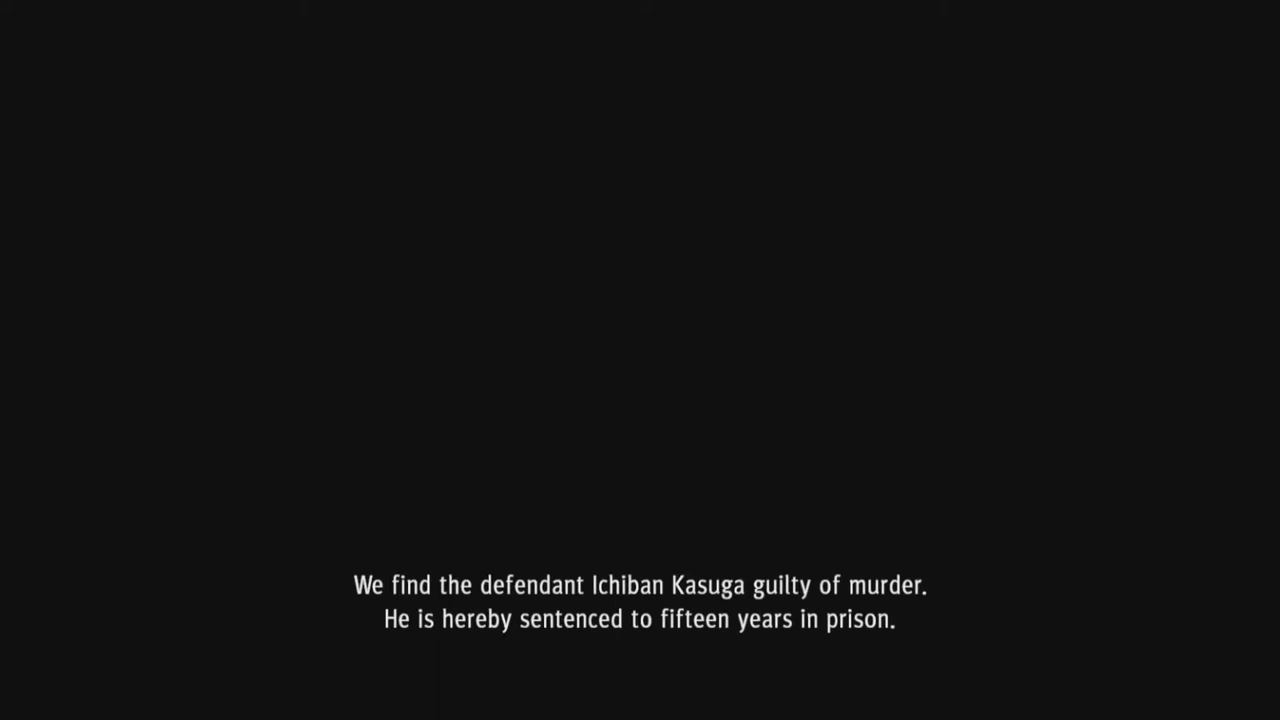 We find the defendant Ichiban Kasuga guilty of murder.
He is hereby sentenced to fifteen years in prison.